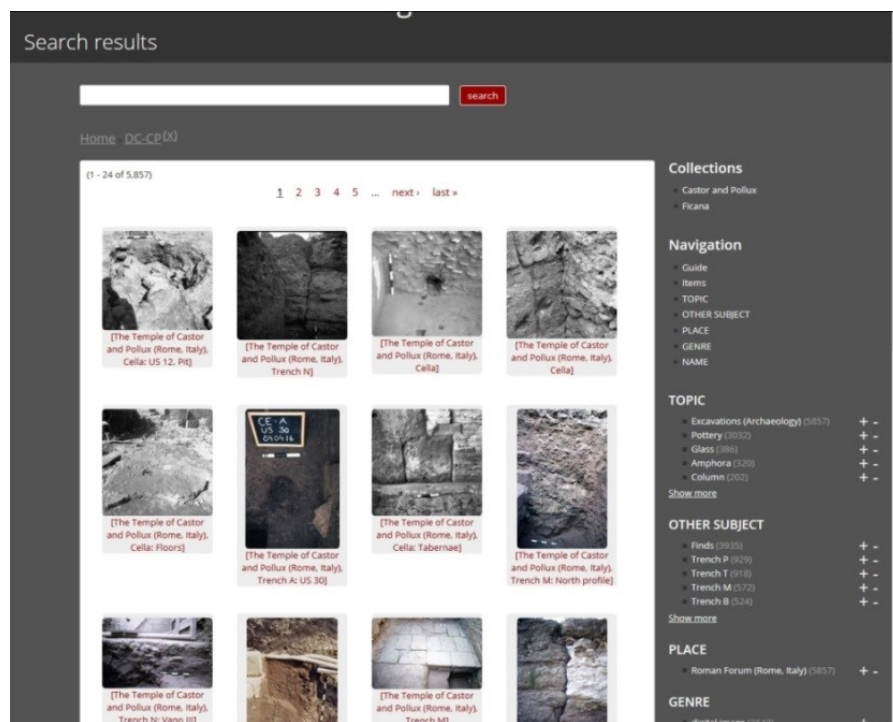 Search results
search
Home DC-CP(X)
(1 - 24 of 5,857)
1 2 3 4 5 ... next › last »
[The Temple of Castor
and Pollux (Rome, Italy),
Cella: US 12. Pit]
[The Temple of Castor
and Pollux (Rome, Italy),
Trench N]
[The Temple of Castor
and Pollux (Rome, Italy),
Cella]
[The Temple of Castor
and Pollux (Rome, Italy),
Cella]
CE-A
US 30
[The Temple of Castor
and Pollux (Rome, Italy),
Cella: Floors]
[The Temple of Castor
and Pollux (Rome, Italy),
Trench A: US 30]
[The Temple of Castor
and Pollux (Rome, Italy),
Cella: Tabernae]
[The Temple of Castor
and Pollux (Rome, Italy),
Trench M: North profile]
[The Temple of Castor
and Pollux (Rome, Italy),
Trench N: Vano III]
[The Temple of Castor
and Pollux (Rome, Italy),
Trench M]
Collections
Castor and Pollux
Ficana
Navigation
Guide
Items
TOPIC
OTHER SUBJECT
PLACE
GENRE
NAME
TOPIC
Excavations (Archaeology) (5857) + -
Pottery (3032) + -
Glass (386) + -
Amphora (320) + -
Column (202) + -
Show more
OTHER SUBJECT
Finds (3935) + -
Trench P (929) + -
Trench T (918) + -
Trench M (572) + -
Trench B (524) + -
Show more
PLACE
Roman Forum (Rome, Italy) (5857) + -
GENRE